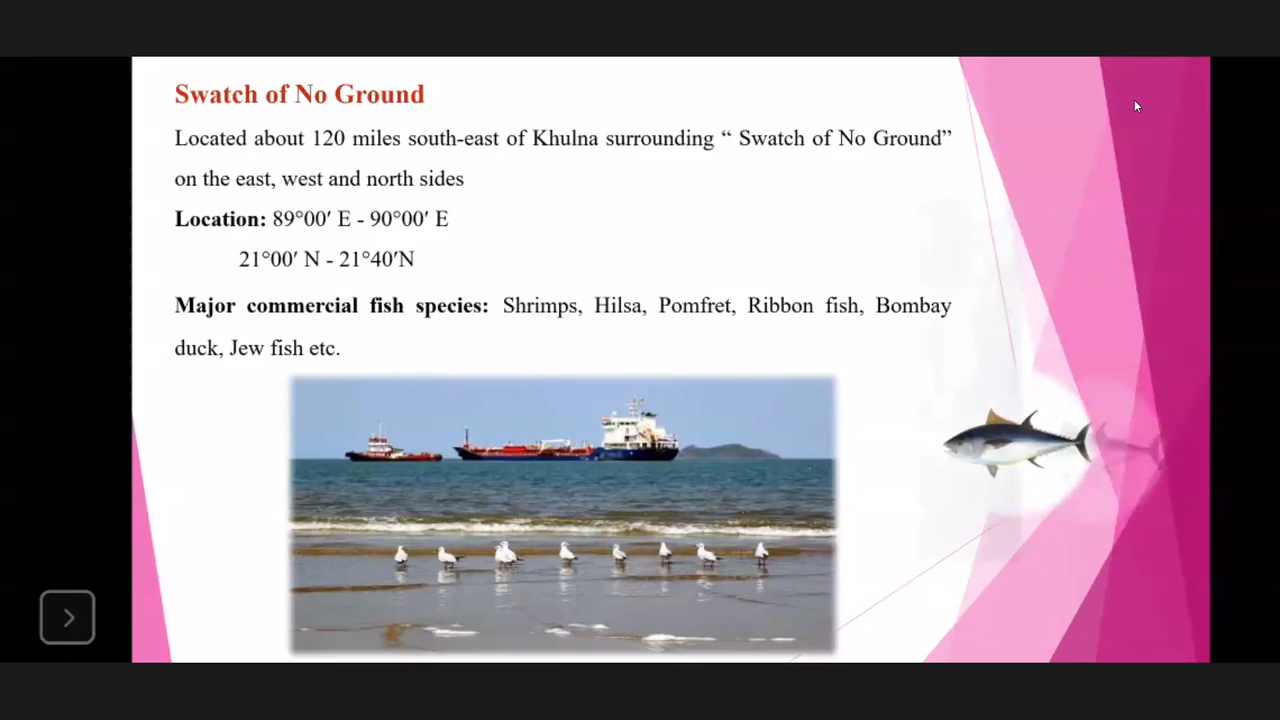 Swatch of No Ground
Located about 120 miles south-east of Khulna surrounding “ Swatch of No Ground”
on the east, west and north sides
Location: 89°00′ E - 90°00′ E
21°00′ N - 21°40′N
Major commercial fish species: Shrimps, Hilsa, Pomfret, Ribbon fish, Bombay
duck, Jew fish etc.